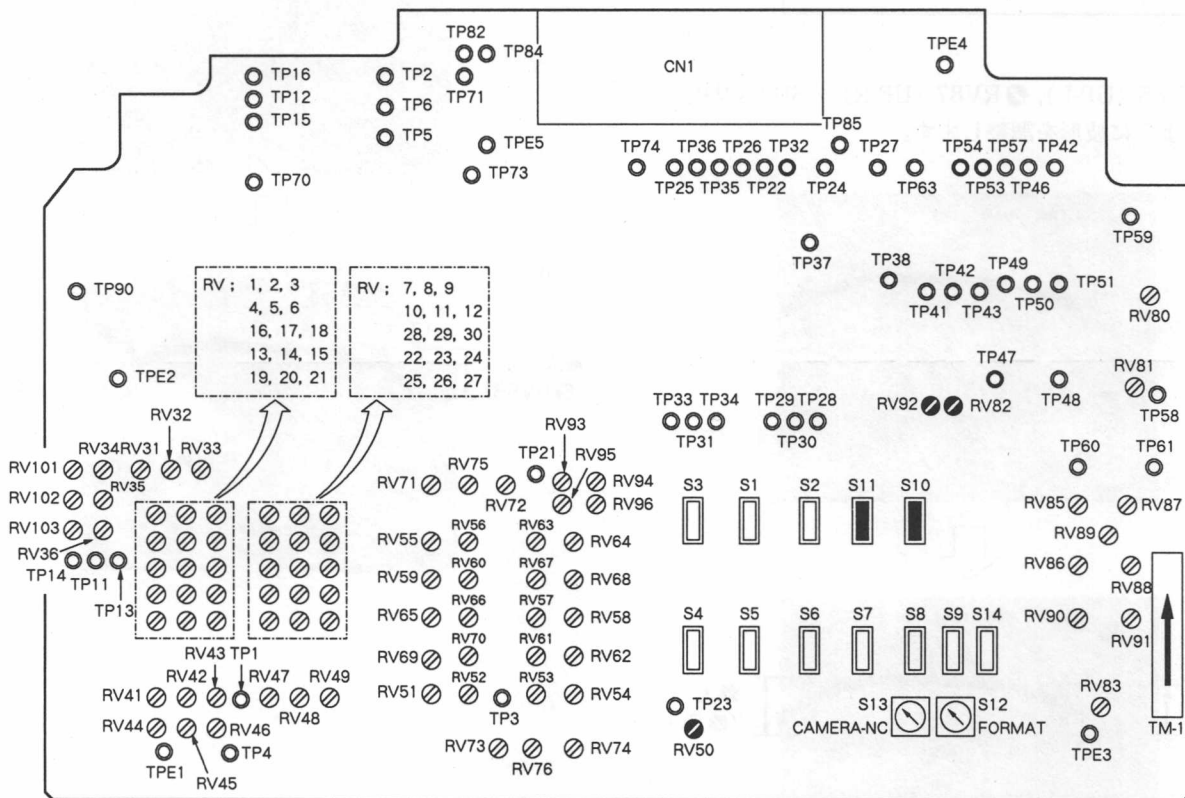 TP82
TP84
TPE4
CN1
TP16
TP2
TP71
TP12
TP6
TP15
TP5
TPE5
TP85
TP74
TP36
TP26
TP32
TP27
TP54
TP57
TP42
TP70
TP73
TP25
TP35
TP22
TP24
TP63
TP53
TP46
TP59
TP37
TP38
TP42
TP49
TP51
TP90
TP41
TP43
TP50
RV80
RV ; 1, 2, 3
4, 5, 6
16, 17, 18
13, 14, 15
19, 20, 21
RV ; 7, 8, 9
10, 11, 12
28, 29, 30
22, 23, 24
25, 26, 27
TPE2
TP47
TP48
RV81
TP58
RV92
RV82
TP33
TP34
TP31
TP29
TP28
TP30
RV32
RV93
RV34
RV31
RV33
RV95
TP60
TP61
RV101
RV75
TP21
RV71
RV72
RV94
RV102
RV35
RV96
S3
S1
S2
S11
S10
RV85
RV87
RV103
RV36
RV56
RV63
RV55
RV64
RV89
TP14
TP11
TP13
RV60
RV67
RV59
RV68
RV86
RV88
RV66
RV57
RV65
RV58
S4
S5
S6
S7
S8
S9
S14
RV90
RV91
RV70
RV61
RV69
RV62
RV43
TP1
RV42
RV47
RV49
RV41
RV48
RV52
RV53
RV51
TP3
RV54
RV83
RV44
RV46
TP23
S13
S12
CAMERA-NC
FORMAT
TM-1
TPE1
RV45
TP4
RV73
RV76
RV74
RV50
TPE3